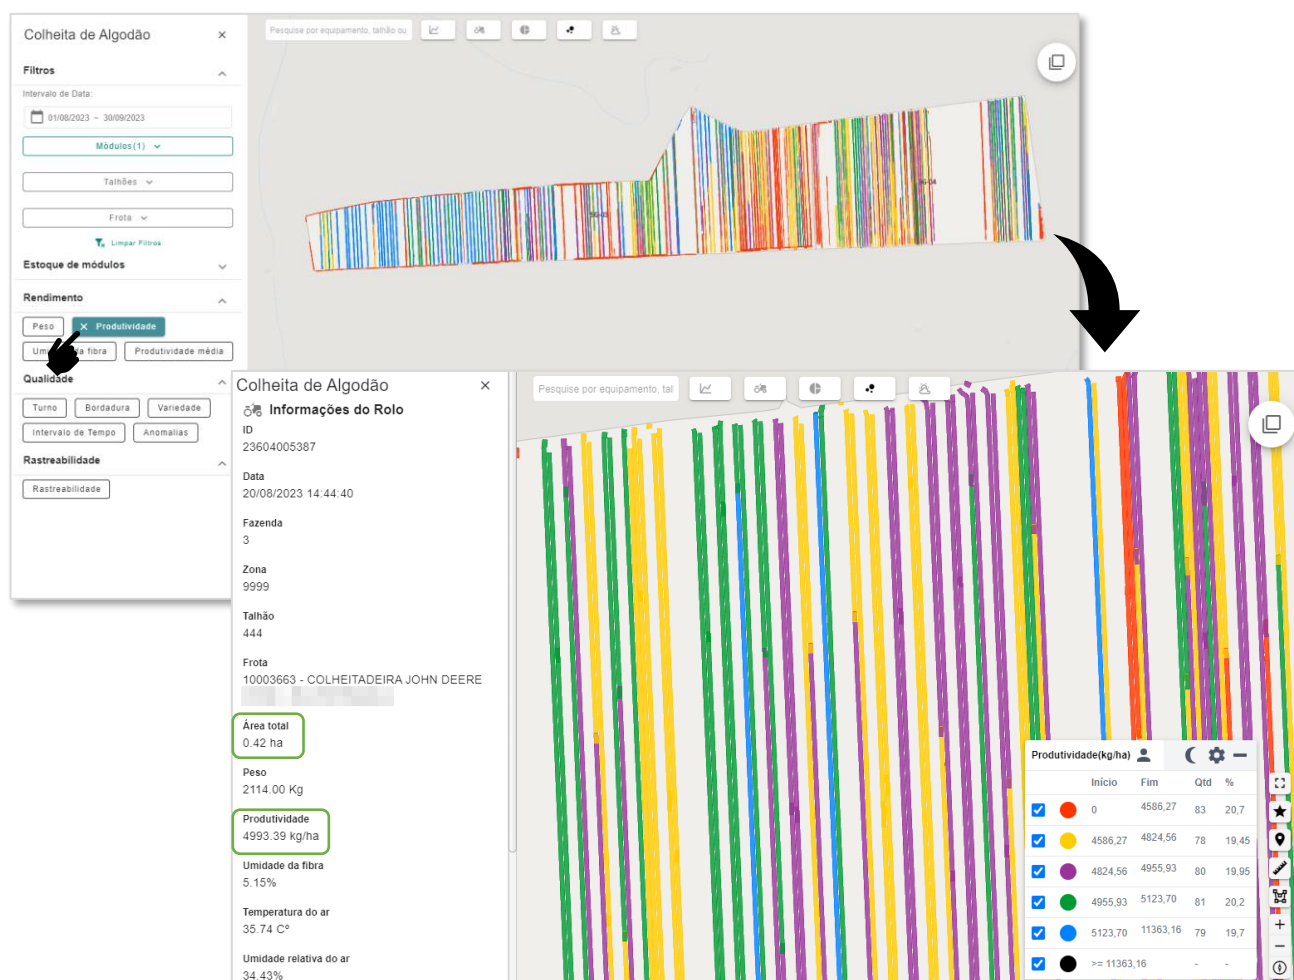 Colheita de Algodão
Filtros
Intervalo de Data:
01/08/2023 ~ 30/09/2023
Módulos(1)
Talhões
Frota
Limpar Filtros
Estoque de módulos
Rendimento
Peso
Produtividade
fibra
Produtividade média
Qualidade
Turno
Bordadura
Variedade
Intervalo de Tempo
Anomalias
Rastreabilidade
Rastreabilidade
Pesquise por equipamento, talhão ou
Colheita de Algodão
Informações do Rolo
ID
23604005387
Data
20/08/2023 14:44:40
Fazenda
3
Zona
9999
Talhão
444
Frota
10003663 - COLHEITADEIRA JOHN DEERE
Área total
0.42 ha
Peso
2114.00 Kg
Produtividade
4993.39 kg/ha
Umidade da fibra
5.15%
Temperatura do ar
35.74 Cº
Umidade relativa do ar
34.43%
Pesquise por equipamento, tal
Produtividade(kg/ha)
Início Fim Qtd %
0 4586,27 83 20,7
4586,27 4824,56 78 19,45
4824,56 4955,93 80 19,95
4955,93 5123,70 81 20,2
5123,70 11363,16 79 19,7
>= 11363,16 - -